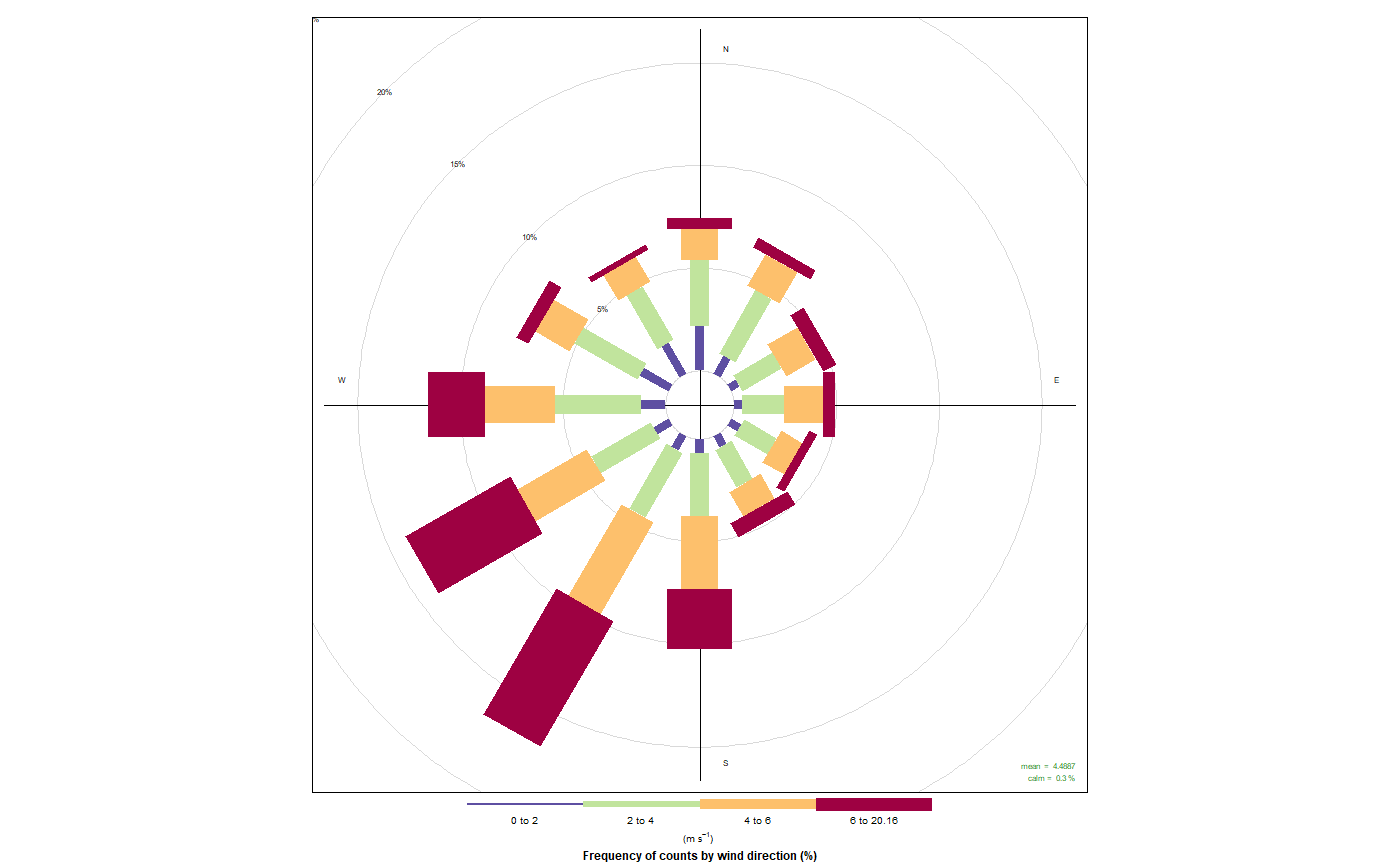 %
N
20%
15%
10%
5%
W
E
S
mean = 4.4687
calm = 0.3 %
0 to 2
2 to 4
4 to 6
6 to 20.16
(m s⁻¹)
Frequency of counts by wind direction (%)